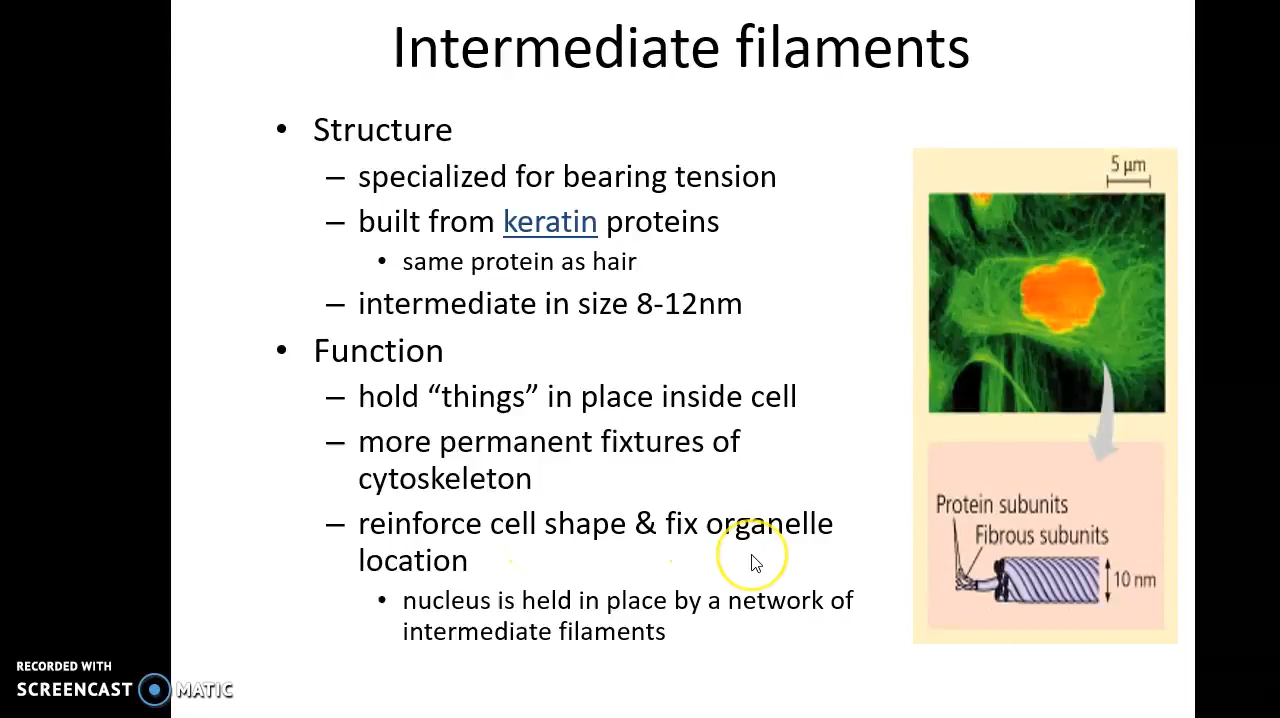 Intermediate filaments
• Structure
– specialized for bearing tension
– built from keratin proteins
• same protein as hair
– intermediate in size 8-12nm
• Function
– hold “things” in place inside cell
– more permanent fixtures of
cytoskeleton
– reinforce cell shape & fix organelle
location
• nucleus is held in place by a network of
intermediate filaments
5 µm
Protein subunits
Fibrous subunits
10 nm
RECORDED WITH
SCREENCAST MATIC